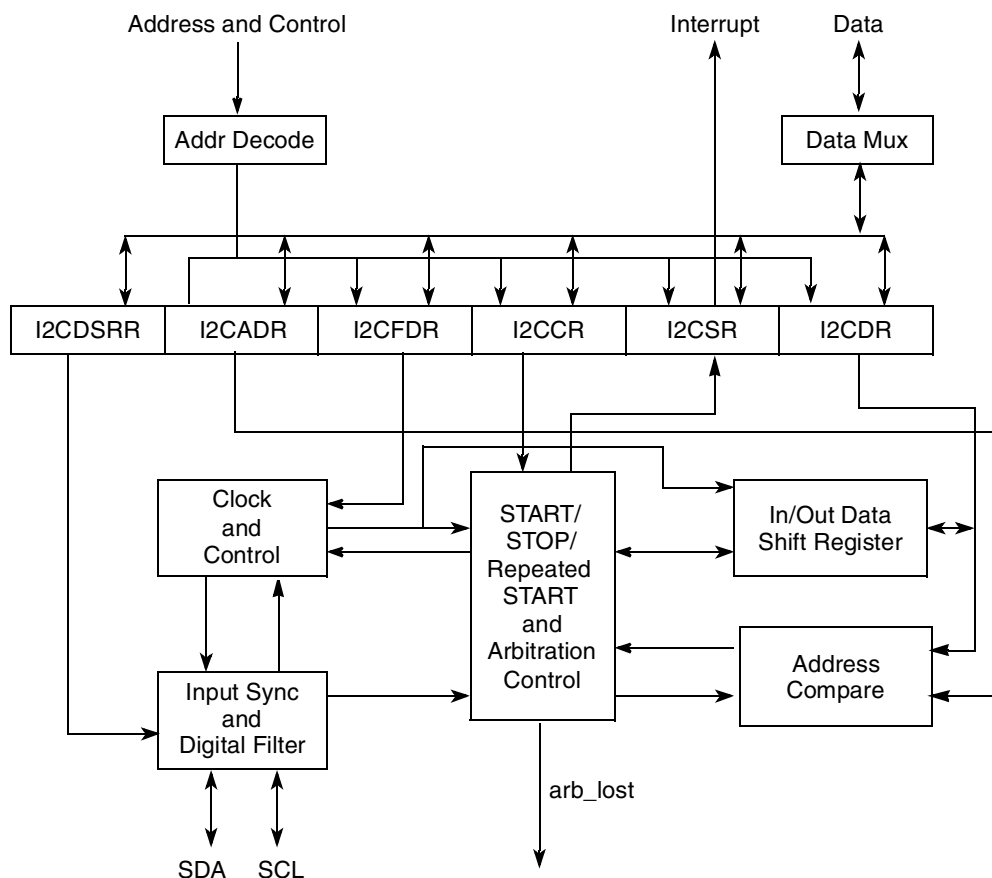 Address and Control
Interrupt
Data
Addr Decode
Data Mux
I2CDSRR
I2CADR
I2CFDR
I2CCR
I2CSR
I2CDR
Clock
and
Control
START/
STOP/
Repeated
START
and
Arbitration
Control
In/Out Data
Shift Register
Input Sync
and
Digital Filter
Address
Compare
arb_lost
SDA
SCL